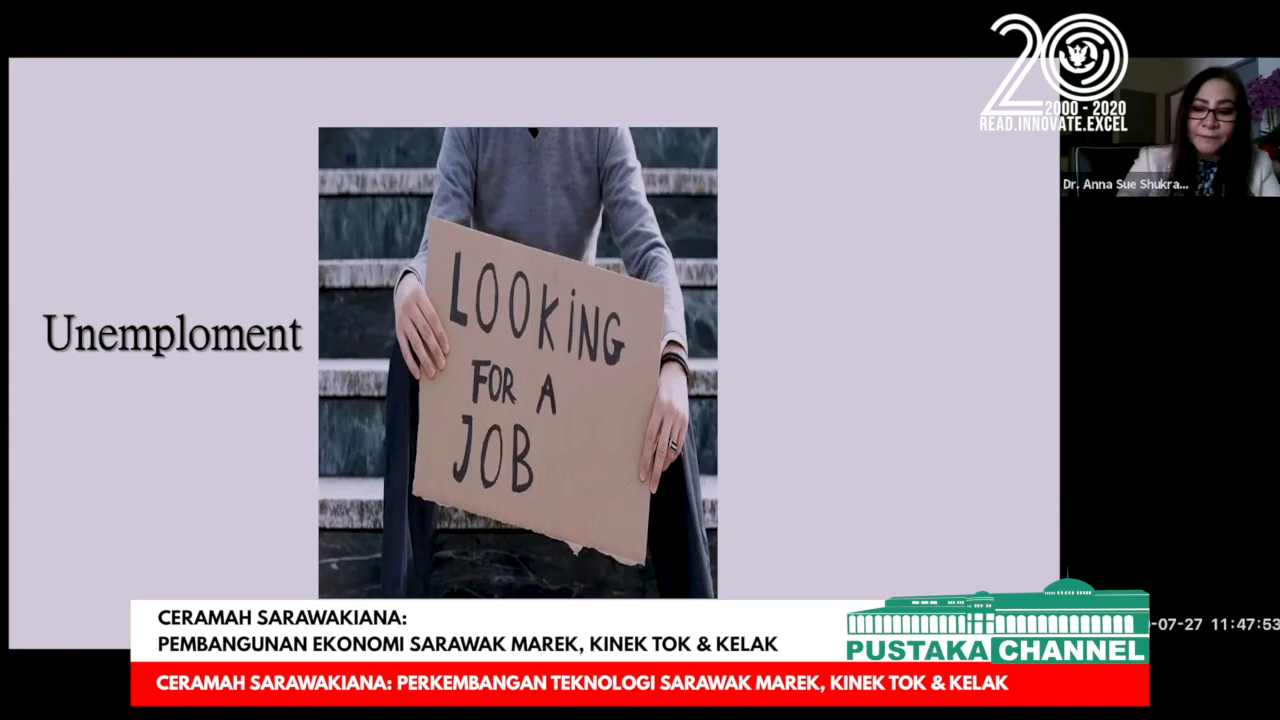 20
2000 - 2020
READ.INNOVATE.EXCEL
Dr. Anna Sue Shukra...
Unemploment
LOOKING
FOR A
JOB
CERAMAH SARAWAKIANA:
PEMBANGUNAN EKONOMI SARAWAK MAREK, KINEK TOK & KELAK
PUSTAKA CHANNEL
-07-27 11:47:53
CERAMAH SARAWAKIANA: PERKEMBANGAN TEKNOLOGI SARAWAK MAREK, KINEK TOK & KELAK